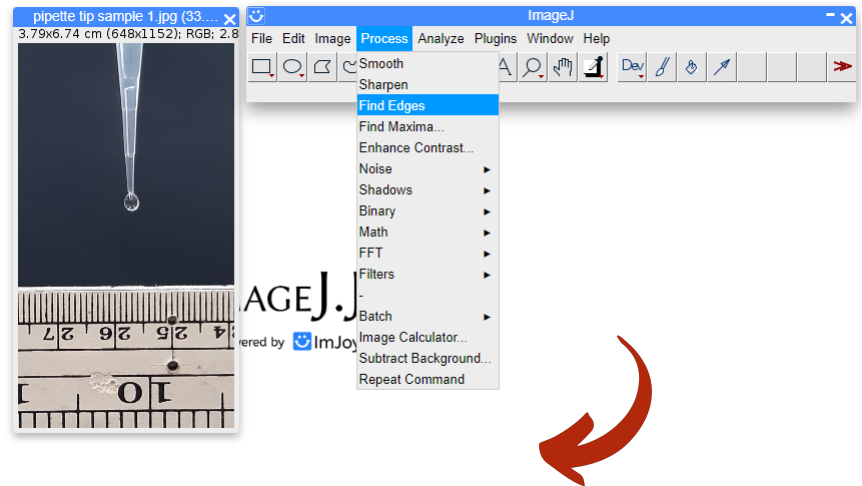 pipette tip sample 1.jpg (33....
3.79x6.74 cm (648x1152); RGB; 2.8
ImageJ
File Edit Image Process Analyze Plugins Window Help
A Dev
Smooth
Sharpen
Find Edges
Find Maxima...
Enhance Contrast...
Noise
Shadows
Binary
Math
FFT
Filters
-
Batch
Image Calculator...
Subtract Background...
Repeat Command
AGEJ.J
ered by ImJoy
27 26 25 4
10